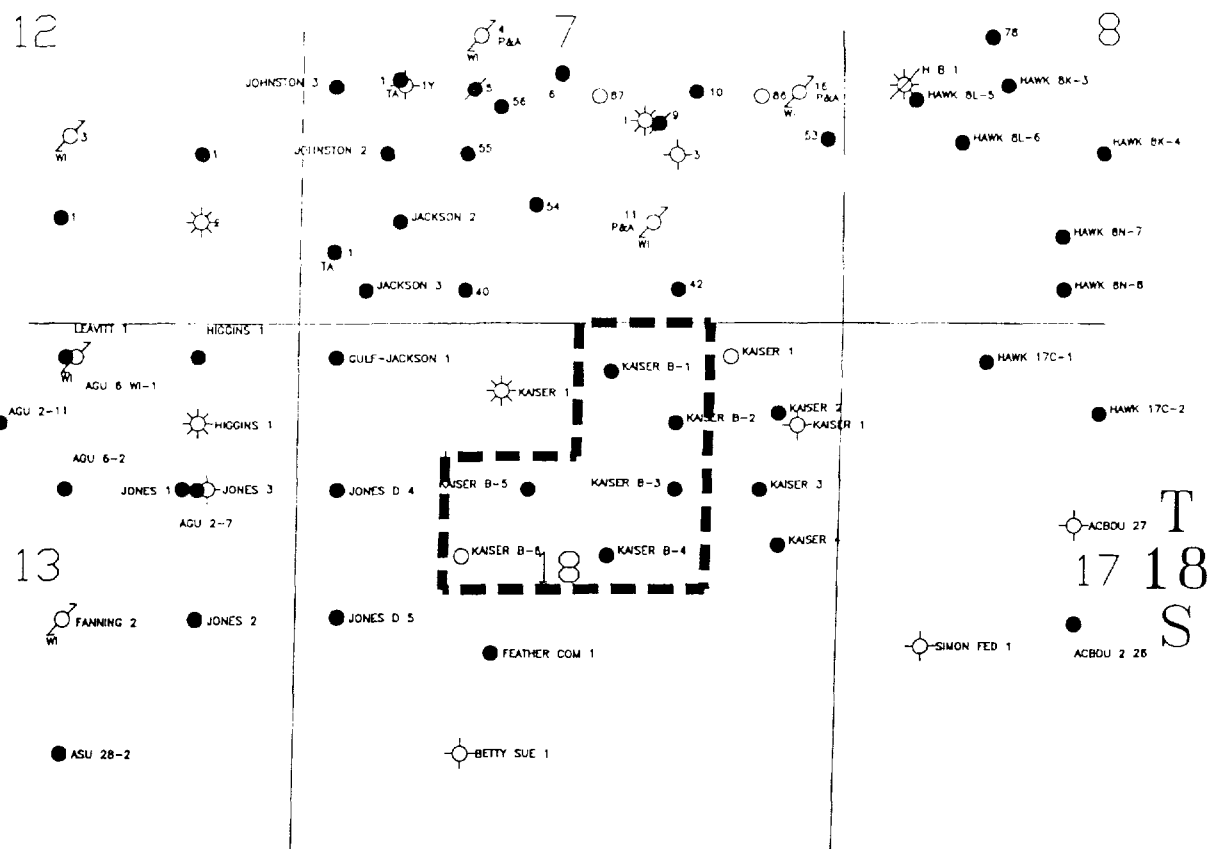 12
7
8
4
P&A
WI
78
JOHNSTON 3
1
TA
1Y
5
56
6
87
10
86
16
P&A
WI
H B 1
HAWK 8L-5
HAWK 8K-3
3
WI
1
JOHNSTON 2
55
1
9
3
53
HAWK 8L-6
HAWK 8K-4
1
2
JACKSON 2
54
11
P&A
WI
HAWK 8N-7
1
TA
JACKSON 3
40
42
HAWK 8N-8
LEAVITT 1
HIGGINS 1
WI
AGU 6 WI-1
GULF-JACKSON 1
KAISER 1
KAISER B-1
KAISER 1
HAWK 17C-1
AGU 2-11
HIGGINS 1
KAISER B-2
KAISER 2
KAISER 1
HAWK 17C-2
AGU 6-2
JONES 1
JONES 3
AGU 2-7
JONES D 4
KAISER B-5
KAISER B-3
KAISER 3
ACBDU 27
T
13
KAISER B-6
18
KAISER B-4
KAISER 4
17
18
S
WI
FANNING 2
JONES 2
JONES D 5
FEATHER COM 1
SIMON FED 1
ACBDU 2 26
ASU 28-2
BETTY SUE 1